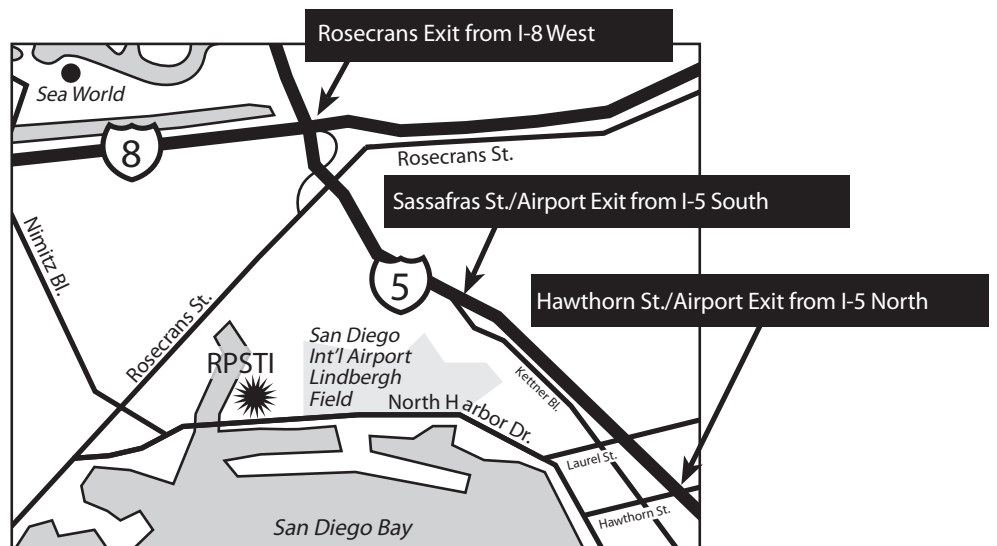 Rosecrans Exit from I-8 West
Sea World
8
Rosecrans St.
Sassafras St./Airport Exit from I-5 South
Nimitz Bl.
5
Hawthorn St./Airport Exit from I-5 North
Rosecrans St.
San Diego
Int'l Airport
Lindbergh
Field
RPSTI
Kettner Bl.
North Harbor Dr.
Laurel St.
Hawthorn St.
San Diego Bay